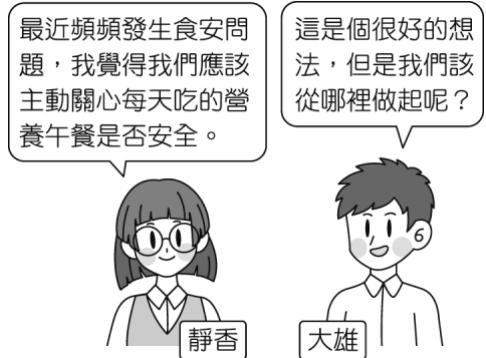 最近頻頻發生食安問
題，我覺得我們應該
主動關心每天吃的營
養午餐是否安全。
這是個很好的想
法，但是我們該
從哪裡做起呢？
靜香
大雄